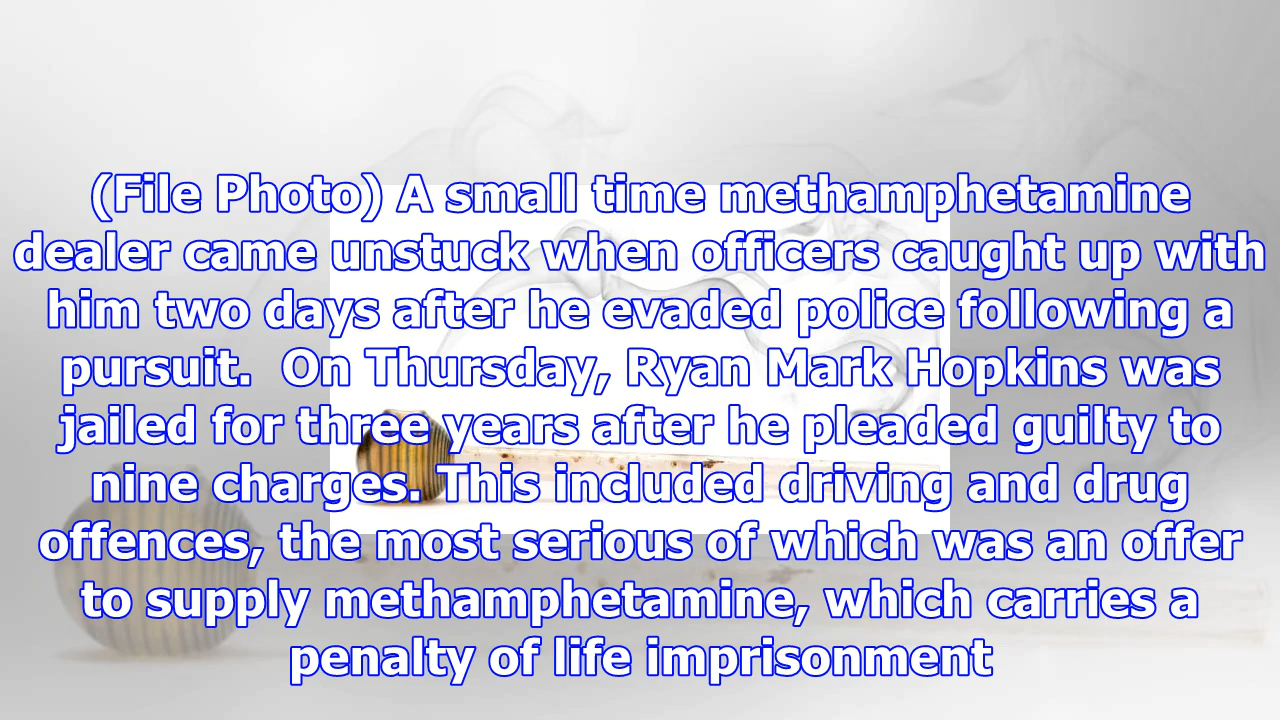 (File Photo) A small time methamphetamine
dealer came unstuck when officers caught up with
him two days after he evaded police following a
pursuit.  On Thursday, Ryan Mark Hopkins was
jailed for three years after he pleaded guilty to
nine charges. This included driving and drug
offences, the most serious of which was an offer
to supply methamphetamine, which carries a
penalty of life imprisonment